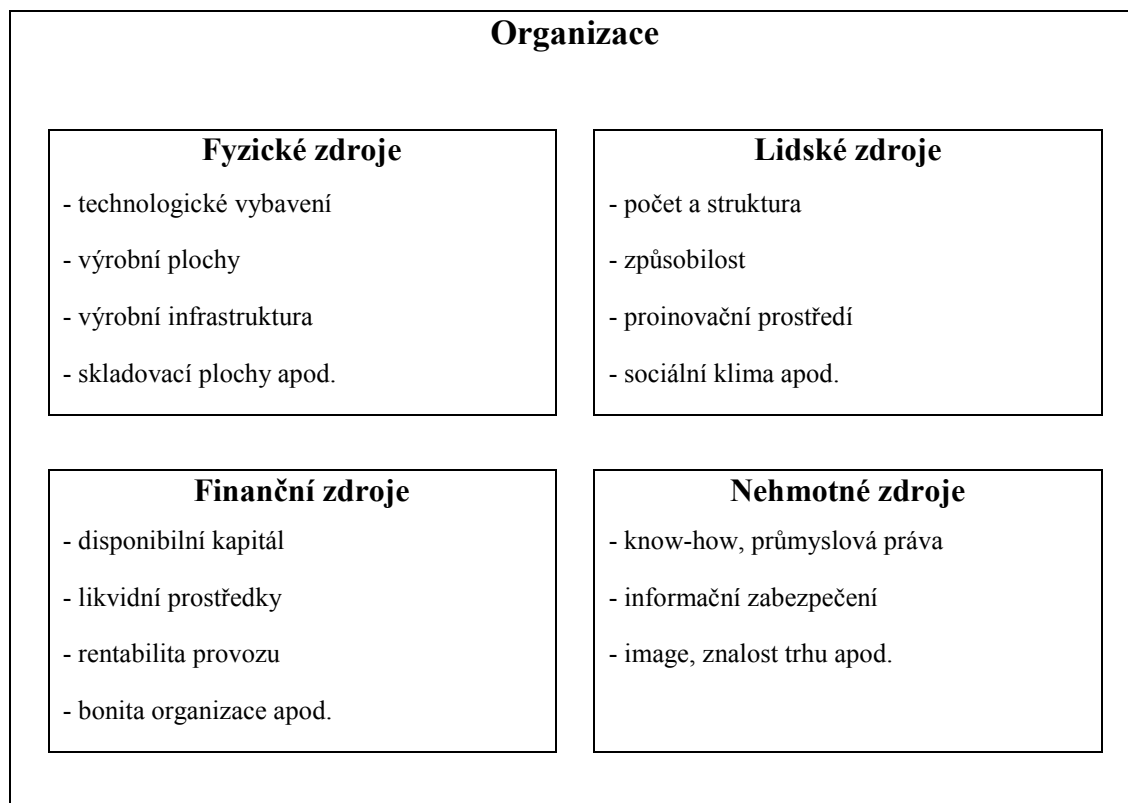 Organizace
Fyzické zdroje
- technologické vybavení
- výrobní plochy
- výrobní infrastruktura
- skladovací plochy apod.
Lidské zdroje
- počet a struktura
- způsobilost
- proinovační prostředí
- sociální klima apod.
Finanční zdroje
- disponibilní kapitál
- likvidní prostředky
- rentabilita provozu
- bonita organizace apod.
Nehmotné zdroje
- know-how, průmyslová práva
- informační zabezpečení
- image, znalost trhu apod.